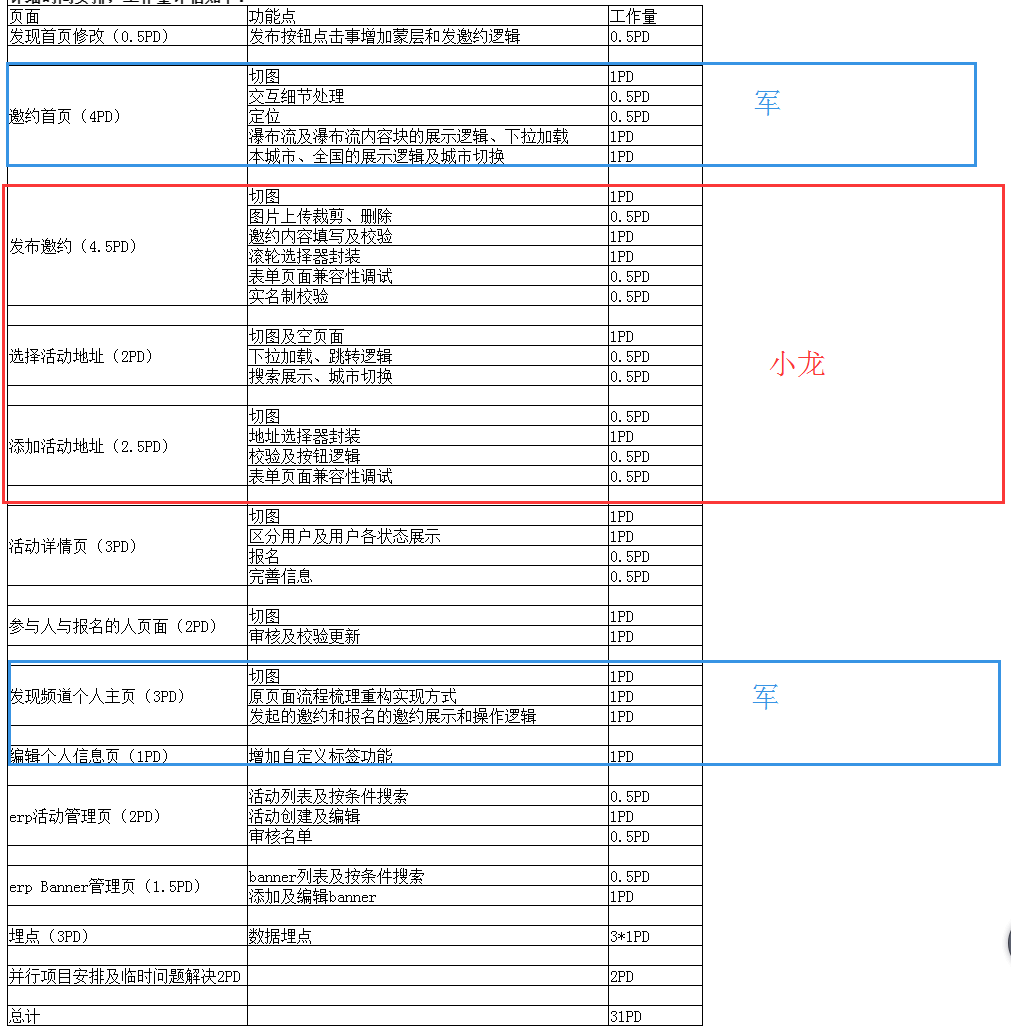 页面 功能点 工作量
发现首页修改（0.5PD） 发布按钮点击事增加蒙层和发邀约逻辑 0.5PD
切图 1PD
军
交互细节处理 0.5PD
邀约首页（4PD） 定位 0.5PD
瀑布流及瀑布流内容块的展示逻辑、下拉加载 1PD
本城市、全国的展示逻辑及城市切换 1PD
切图 1PD
图片上传裁剪、删除 0.5PD
邀约内容填写及校验 1PD
发布邀约（4.5PD）
滚轮选择器封装 1PD
表单页面兼容性调试 0.5PD
实名制校验 0.5PD
切图及空页面 1PD
选择活动地址（2PD） 下拉加载、跳转逻辑 0.5PD
小龙
搜索展示、城市切换 0.5PD
切图 0.5PD
地址选择器封装 1PD
添加活动地址（2.5PD）
校验及按钮逻辑 0.5PD
表单页面兼容性调试 0.5PD
切图 1PD
区分用户及用户各状态展示 1PD
活动详情页（3PD）
报名 0.5PD
完善信息 0.5PD
切图 1PD
参与人与报名的人页面（2PD）
审核及校验更新 1PD
切图 1PD
发现频道个人主页（3PD） 原页面流程梳理重构实现方式 1PD
军
发起的邀约和报名的邀约展示和操作逻辑 1PD
编辑个人信息页（1PD） 增加自定义标签功能 1PD
活动列表及按条件搜索 0.5PD
erp活动管理页（2PD） 活动创建及编辑 1PD
审核名单 0.5PD
banner列表及按条件搜索 0.5PD
erp Banner管理页（1.5PD）
添加及编辑banner 1PD
埋点（3PD） 数据埋点 3*1PD
并行项目安排及临时问题解决2PD 2PD
总计 31PD